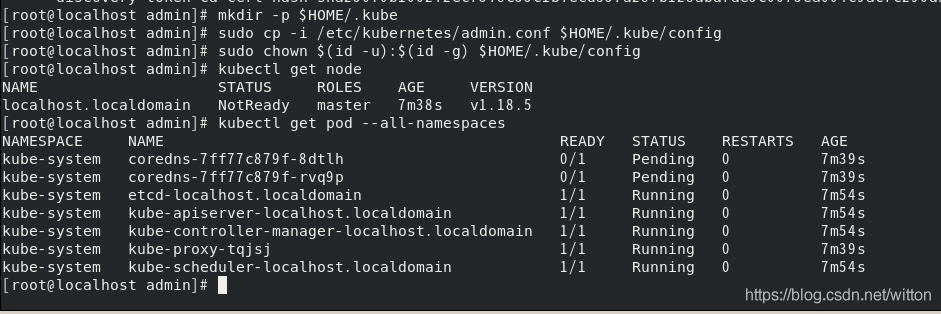 [root@localhost admin]# mkdir -p $HOME/.kube
[root@localhost admin]# sudo cp -i /etc/kubernetes/admin.conf $HOME/.kube/config
[root@localhost admin]# sudo chown $(id -u):$(id -g) $HOME/.kube/config
[root@localhost admin]# kubectl get node
NAME STATUS ROLES AGE VERSION
localhost.localdomain NotReady master 7m38s v1.18.5
[root@localhost admin]# kubectl get pod --all-namespaces
NAMESPACE NAME READY STATUS RESTARTS AGE
kube-system coredns-7ff77c879f-8dtlh 0/1 Pending 0 7m39s
kube-system coredns-7ff77c879f-rvq9p 0/1 Pending 0 7m39s
kube-system etcd-localhost.localdomain 1/1 Running 0 7m54s
kube-system kube-apiserver-localhost.localdomain 1/1 Running 0 7m54s
kube-system kube-controller-manager-localhost.localdomain 1/1 Running 0 7m54s
kube-system kube-proxy-tqjsj 1/1 Running 0 7m39s
kube-system kube-scheduler-localhost.localdomain 1/1 Running 0 7m54s
[root@localhost admin]#
https://blog.csdn.net/witton